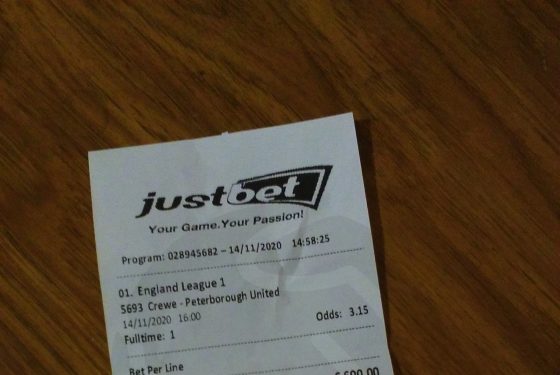 justbet
Your Game.Your Passion!
Program: 028945682 – 14/11/2020 14:58:25
01. England League 1
5693 Crewe - Peterborough United
14/11/2020 16:00
Fulltime: 1 Odds: 3.15
Bet Per Line